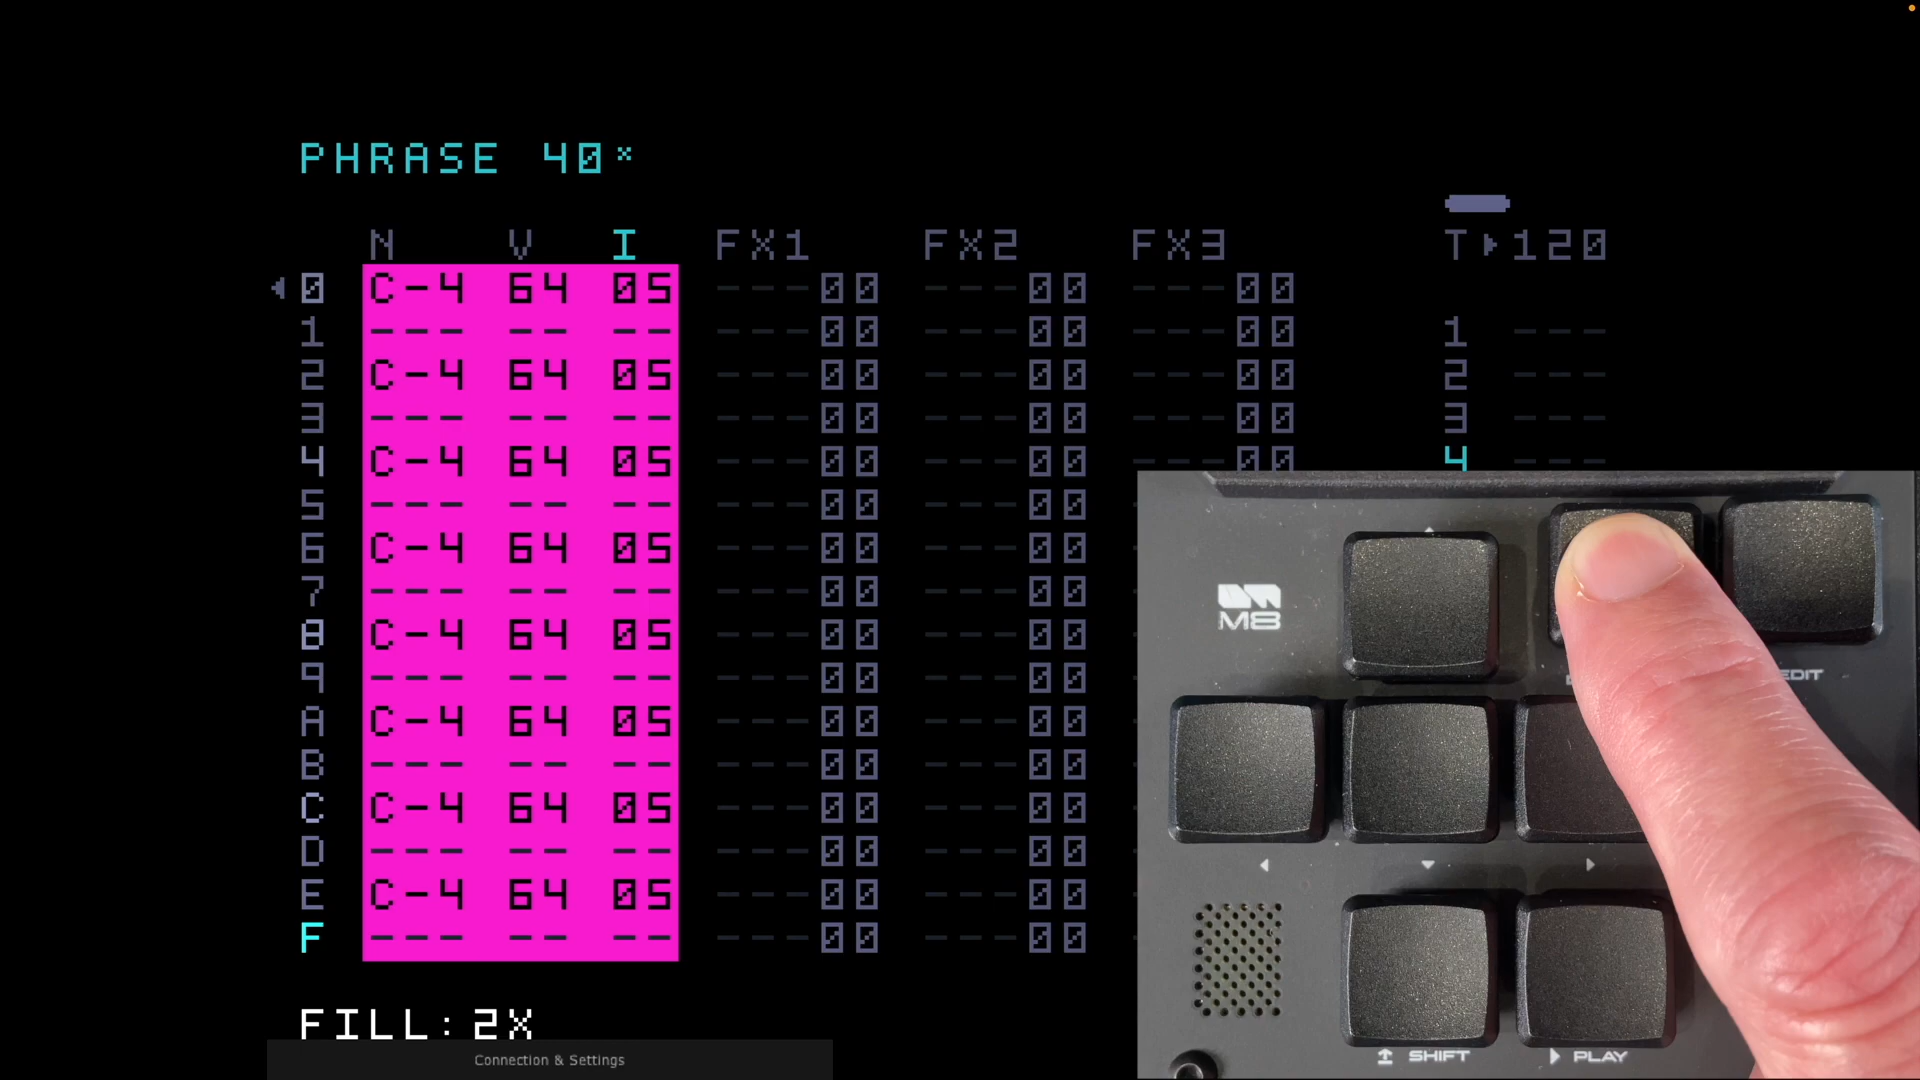 PHRASE 40*
N V I FX1 FX2 FX3 T▸120
0 C-4 64 05 ---00 ---00 ---00
1 --- -- -- ---00 ---00 ---00 1 ---
2 C-4 64 05 ---00 ---00 ---00 2 ---
3 --- -- -- ---00 ---00 ---00 3 ---
4 C-4 64 05 ---00 ---00 ---00 4 ---
5 --- -- -- ---00 ---00
6 C-4 64 05 ---00 ---00
7 --- -- -- ---00 ---00
8 C-4 64 05 ---00 ---00
9 --- -- -- ---00 ---00
A C-4 64 05 ---00 ---00
B --- -- -- ---00 ---00
C C-4 64 05 ---00 ---00
D --- -- -- ---00 ---00
E C-4 64 05 ---00 ---00
F --- -- -- ---00 ---00
FILL:2X
Connection & Settings
M8
EDIT
SHIFT
PLAY